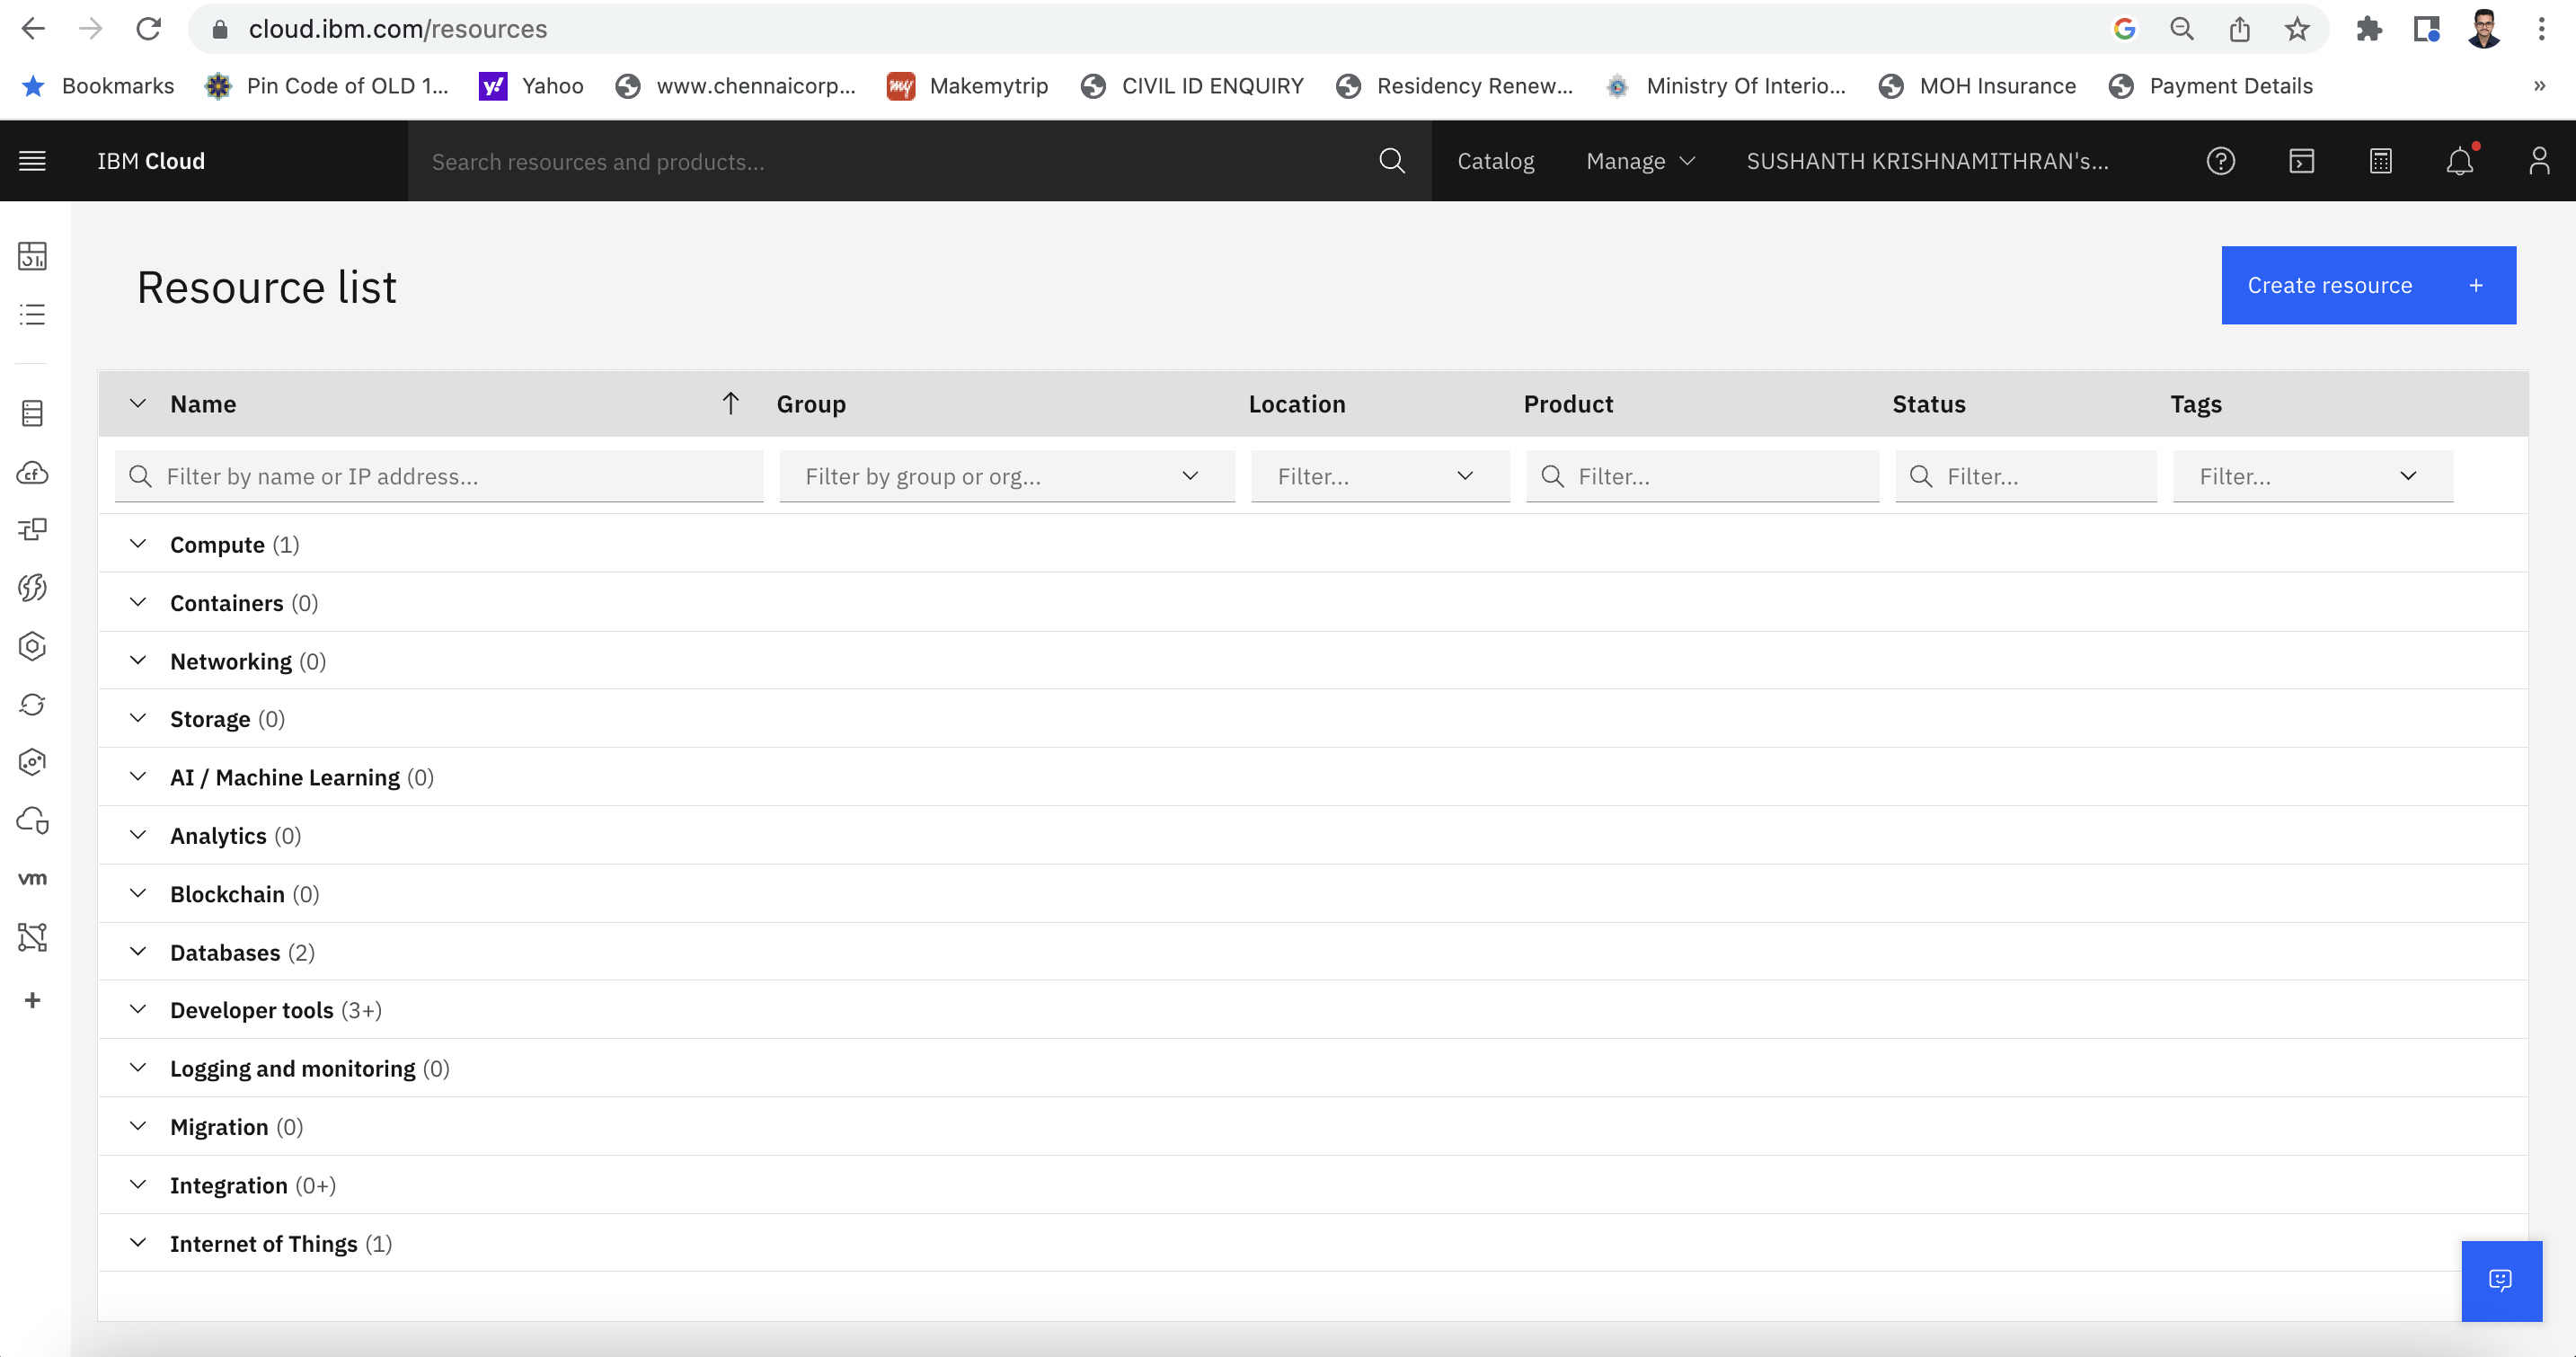 cloud.ibm.com/resources
Bookmarks Pin Code of OLD 1... Yahoo www.chennaicorp... Makemytrip CIVIL ID ENQUIRY Residency Renew... Ministry Of Interio... MOH Insurance Payment Details »
IBM Cloud Search resources and products... Catalog Manage SUSHANTH KRISHNAMITHRAN's...
Resource list
Create resource +
Name Group Location Product Status Tags
Filter by name or IP address... Filter by group or org... Filter... Filter... Filter... Filter...
Compute (1)
Containers (0)
Networking (0)
Storage (0)
AI / Machine Learning (0)
Analytics (0)
Blockchain (0)
Databases (2)
Developer tools (3+)
Logging and monitoring (0)
Migration (0)
Integration (0+)
Internet of Things (1)
cf
vm